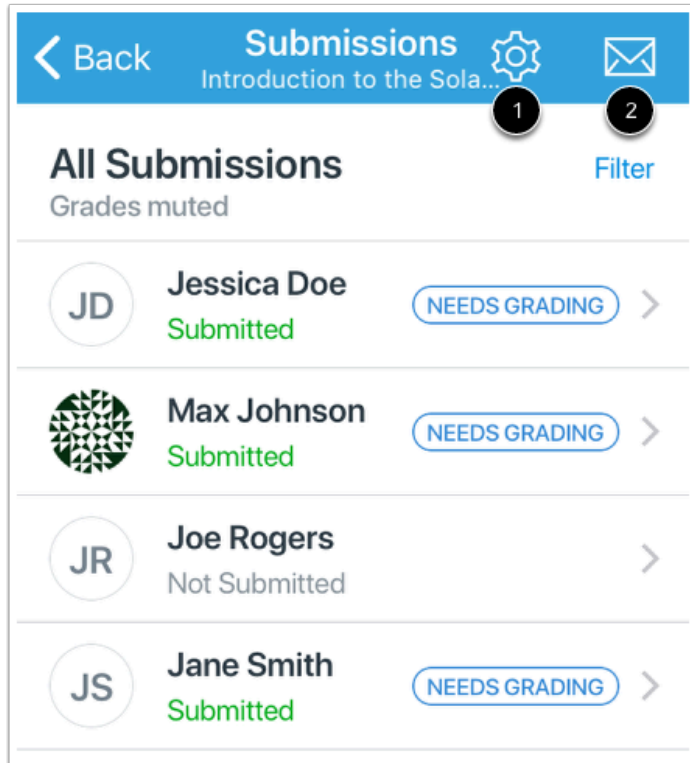 Back
Submissions
Introduction to the Sola...
1
2
All Submissions
Filter
Grades muted
JD
Jessica Doe
Submitted
NEEDS GRADING
Max Johnson
Submitted
NEEDS GRADING
JR
Joe Rogers
Not Submitted
JS
Jane Smith
Submitted
NEEDS GRADING